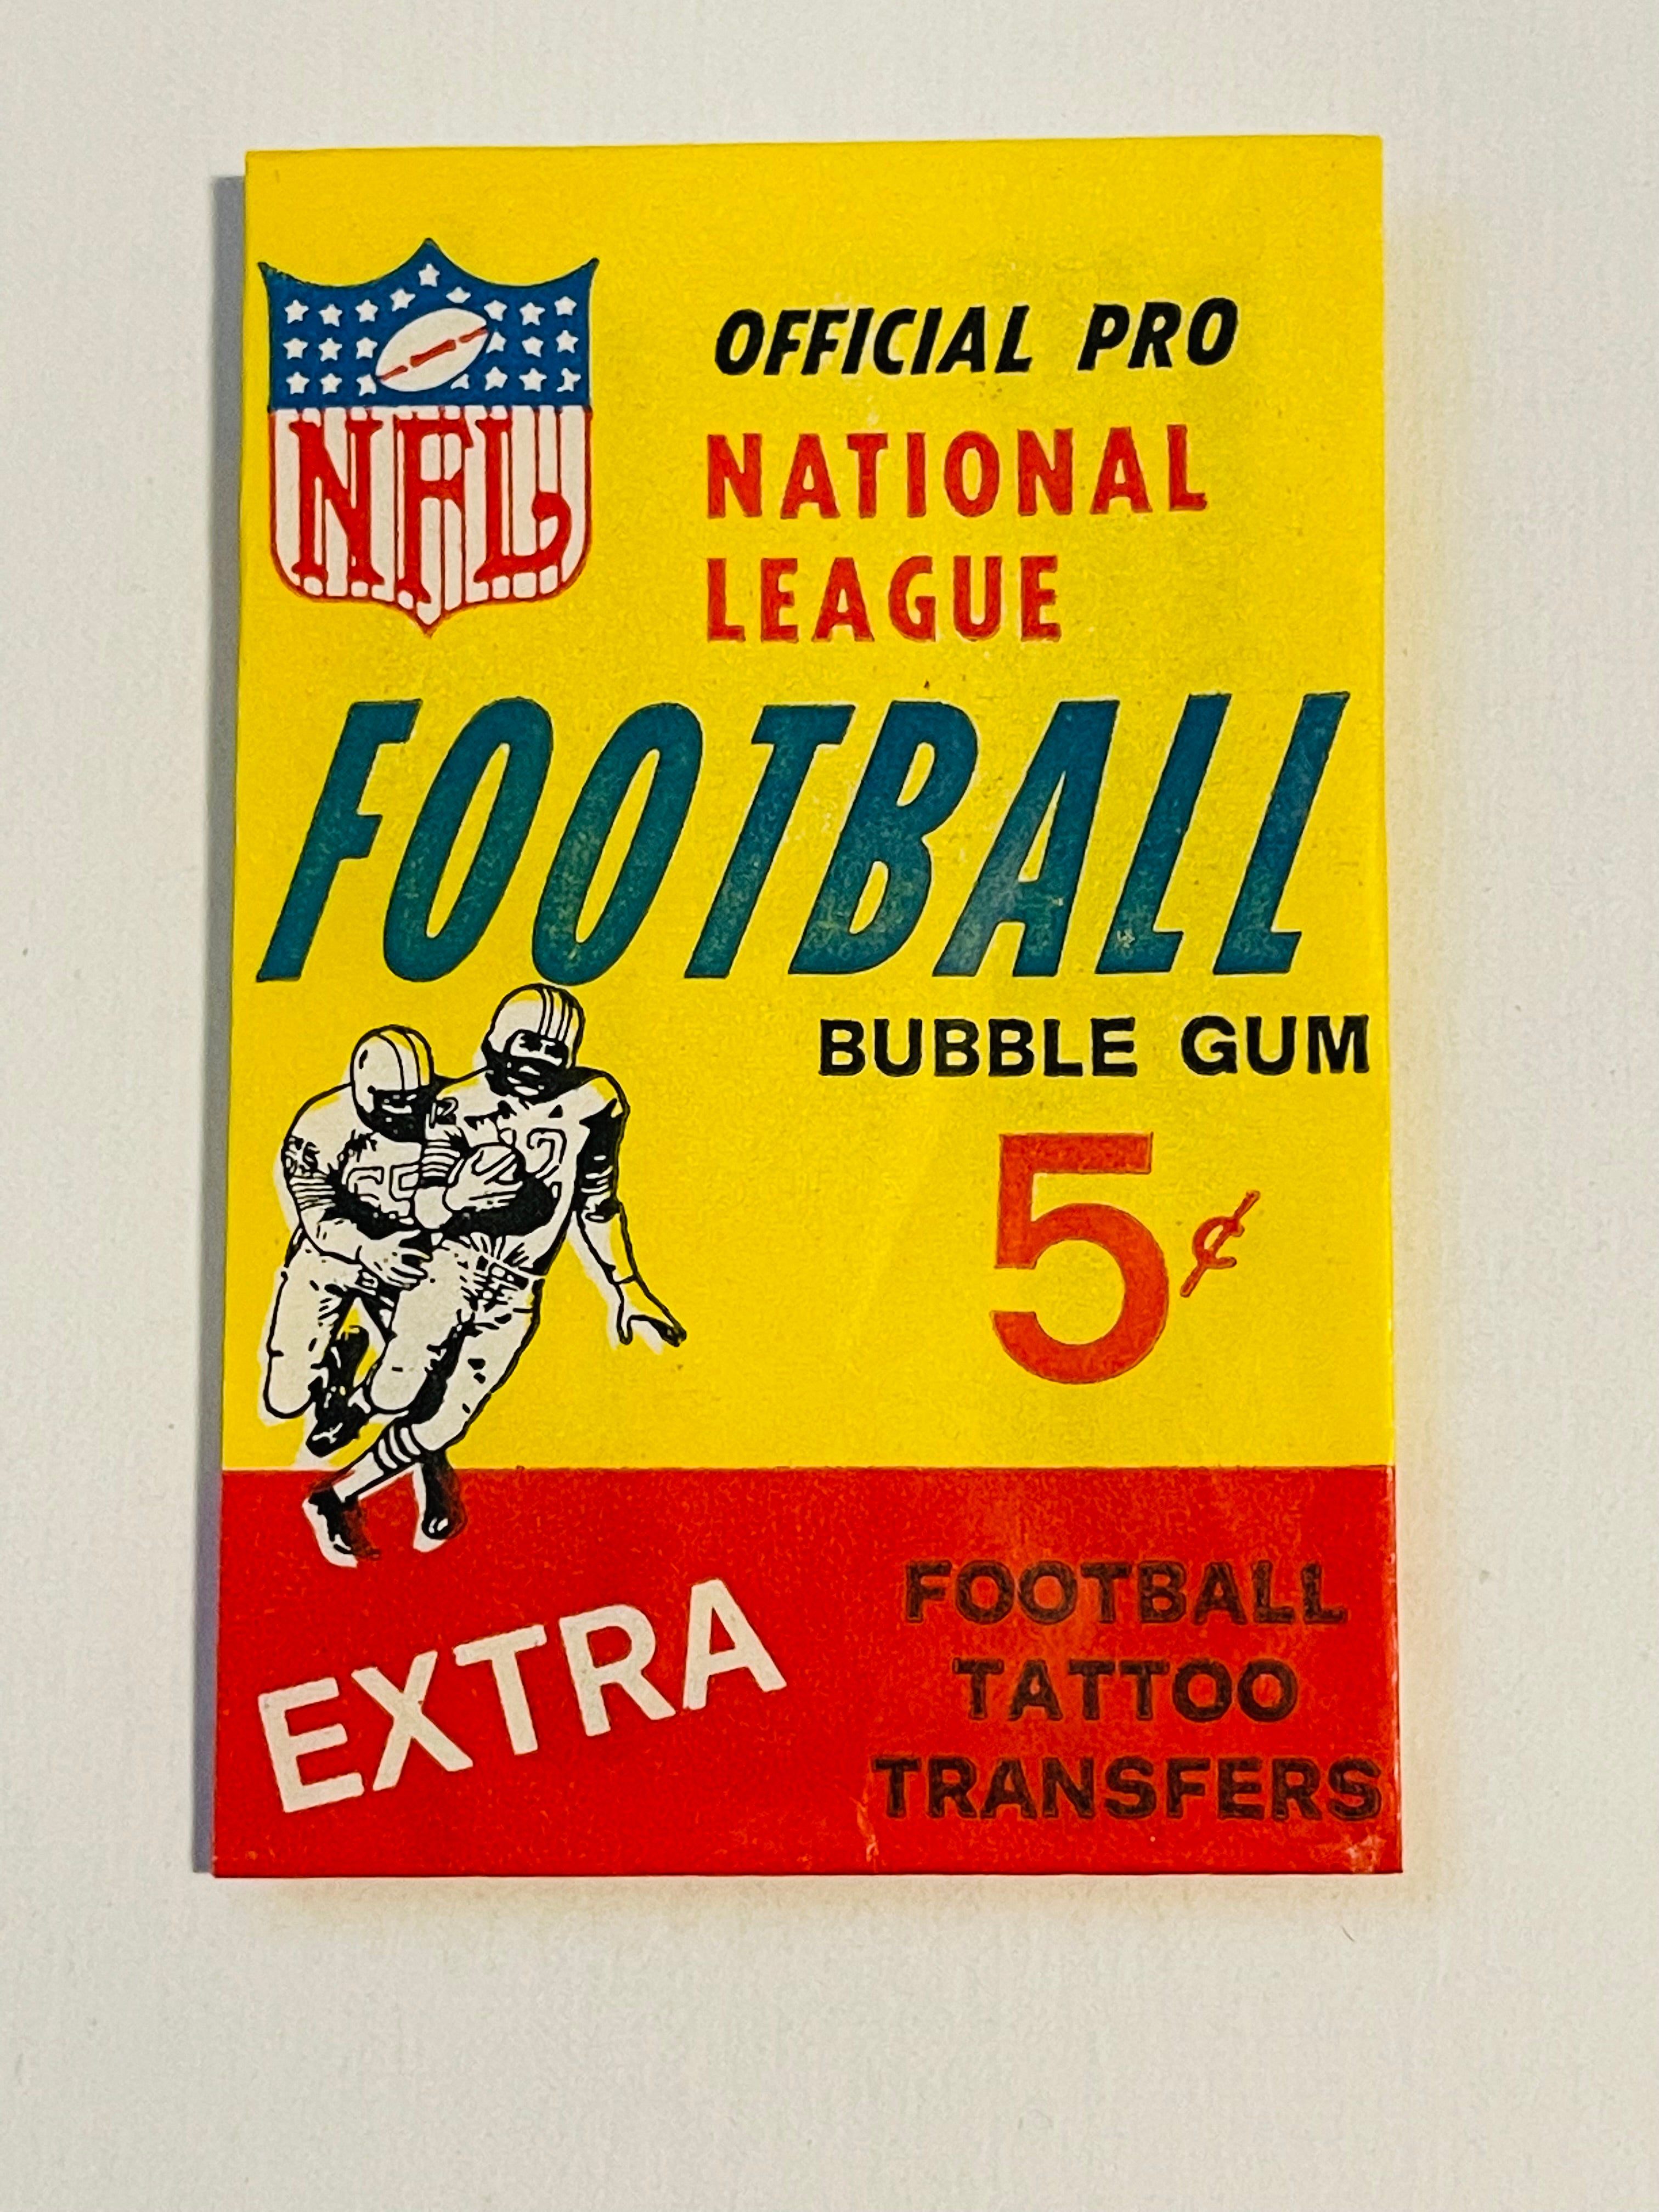 NFL
OFFICIAL PRO
NATIONAL
LEAGUE
FOOTBALL
BUBBLE GUM
5¢
EXTRA
FOOTBALL
TATTOO
TRANSFERS